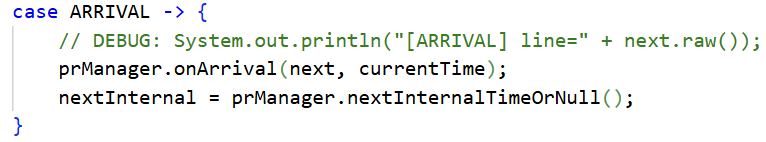 case ARRIVAL -> {
    // DEBUG: System.out.println("[ARRIVAL] line=" + next.raw());
    prManager.onArrival(next, currentTime);
    nextInternal = prManager.nextInternalTimeOrNull();
}